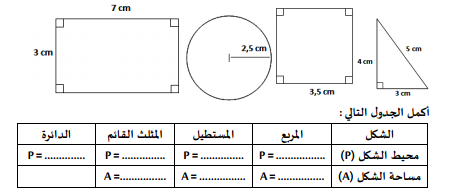 7 cm
3 cm
2,5 cm
3,5 cm
4 cm
5 cm
3 cm
أكمل الجدول التالي :
الشكل المربع المستطيل المثلث القائم الدائرة
محيط الشكل (P) P = ............... P = ............... P = ............... P = ...............
مساحة الشكل (A) A =................ A =................ A =................